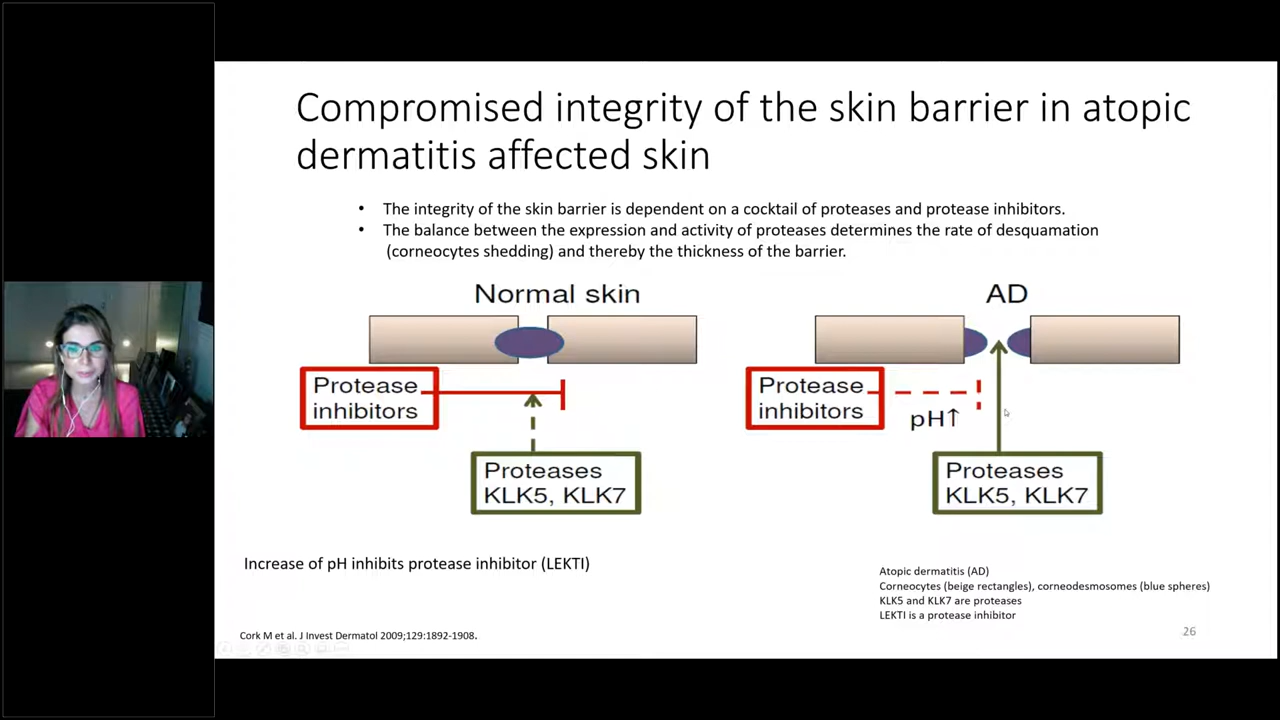 Compromised integrity of the skin barrier in atopic
dermatitis affected skin
• The integrity of the skin barrier is dependent on a cocktail of proteases and protease inhibitors.
• The balance between the expression and activity of proteases determines the rate of desquamation
(corneocytes shedding) and thereby the thickness of the barrier.
Normal skin
Protease
inhibitors
Proteases
KLK5, KLK7
AD
Protease
inhibitors
pH↑
Proteases
KLK5, KLK7
Increase of pH inhibits protease inhibitor (LEKTI)
Atopic dermatitis (AD)
Corneocytes (beige rectangles), corneodesmosomes (blue spheres)
KLK5 and KLK7 are proteases
LEKTI is a protease inhibitor
Cork M et al. J Invest Dermatol 2009;129:1892-1908.
26